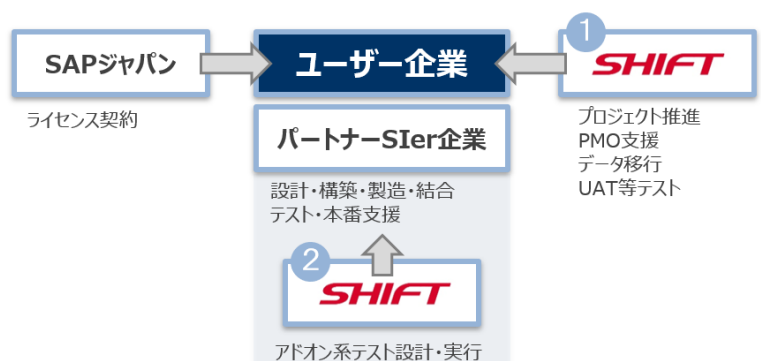 SAPジャパン
ユーザー企業
1
SHIFT
ライセンス契約
パートナーSIer企業
プロジェクト推進
PMO支援
データ移行
UAT等テスト
設計・構築・製造・結合
テスト・本番支援
2
SHIFT
アドオン系テスト設計・実行